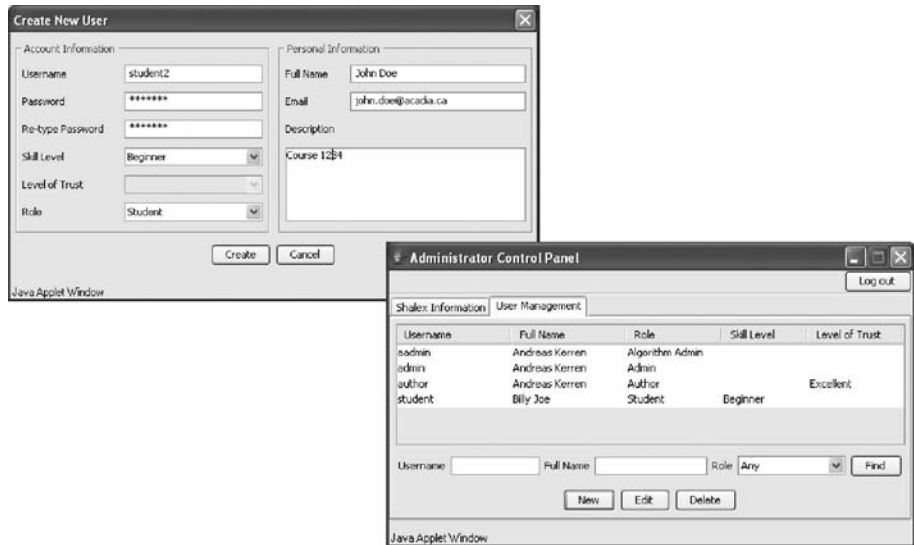 Create New User
Account Information
Username student2
Password *******
Re-type Password *******
Skill Level Beginner
Level of Trust
Role Student
Personal Information
Full Name John Doe
Email john.doe@acadia.ca
Description
Course 1234
Create Cancel
Java Applet Window
Administrator Control Panel
Log out
Shalex Information User Management
Username Full Name Role Skill Level Level of Trust
aadmin Andreas Kerren Algorithm Admin
admin Andreas Kerren Admin
author Andreas Kerren Author Excellent
student Billy Joe Student Beginner
Username Full Name Role Any Find
New Edit Delete
Java Applet Window